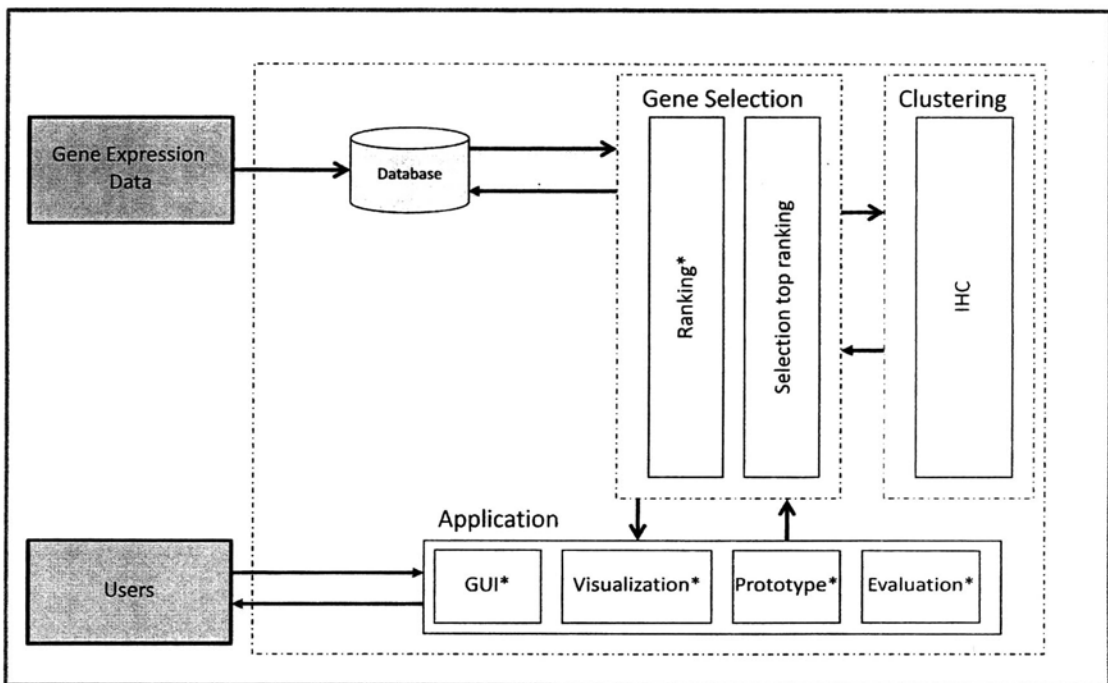 Gene Selection
Clustering
Gene Expression
Data
Database
Ranking*
Selection top ranking
IHC
Application
Users
GUI*
Visualization*
Prototype*
Evaluation*